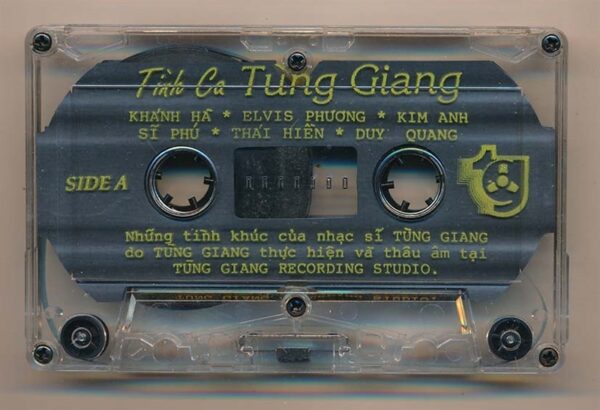 Tình Ca Tùng Giang
KHÁNH HÀ * ELVIS PHƯƠNG * KIM ANH
SĨ PHÚ * THÁI HIỀN * DUY QUANG
SIDE A
Những tình khúc của nhạc sĩ TÙNG GIANG
do TÙNG GIANG thực hiện và thâu âm tại
TÙNG GIANG RECORDING STUDIO.